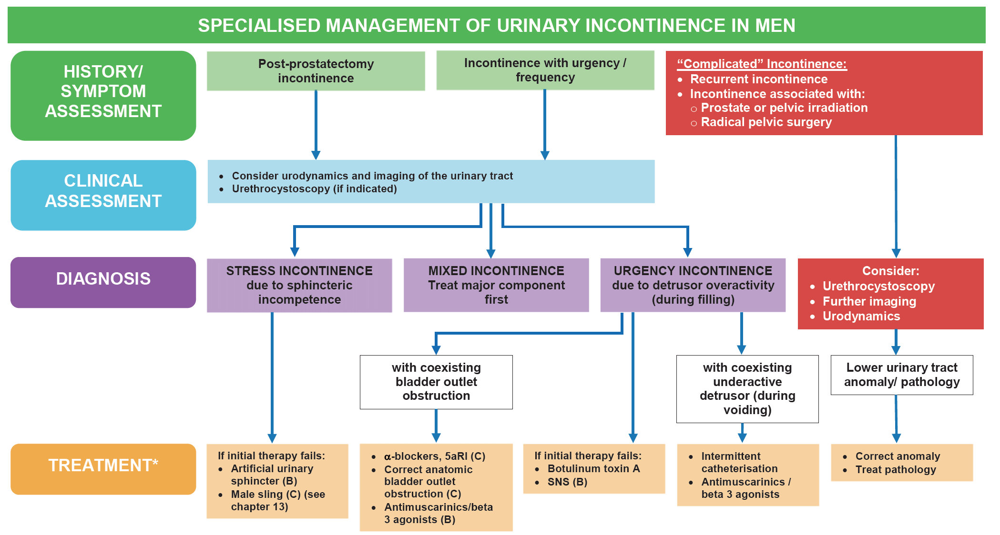 SPECIALISED MANAGEMENT OF URINARY INCONTINENCE IN MEN
HISTORY/
SYMPTOM
ASSESSMENT
Post-prostatectomy
incontinence
Incontinence with urgency /
frequency
“Complicated” Incontinence:
• Recurrent incontinence
• Incontinence associated with:
o Prostate or pelvic irradiation
o Radical pelvic surgery
CLINICAL
ASSESSMENT
• Consider urodynamics and imaging of the urinary tract
• Urethrocystoscopy (if indicated)
DIAGNOSIS
STRESS INCONTINENCE
due to sphincteric
incompetence
MIXED INCONTINENCE
Treat major component
first
URGENCY INCONTINENCE
due to detrusor overactivity
(during filling)
Consider:
• Urethrocystoscopy
• Further imaging
• Urodynamics
with coexisting
bladder outlet
obstruction
with coexisting
underactive
detrusor (during
voiding)
Lower urinary tract
anomaly/ pathology
TREATMENT*
If initial therapy fails:
• Artificial urinary
sphincter (B)
• Male sling (C) (see
chapter 13)
• α-blockers, 5aRI (C)
• Correct anatomic
bladder outlet
obstruction (C)
• Antimuscarinics/beta
3 agonists (B)
If initial therapy fails:
• Botulinum toxin A
• SNS (B)
• Intermittent
catheterisation
• Antimuscarinics /
beta 3 agonists
• Correct anomaly
• Treat pathology